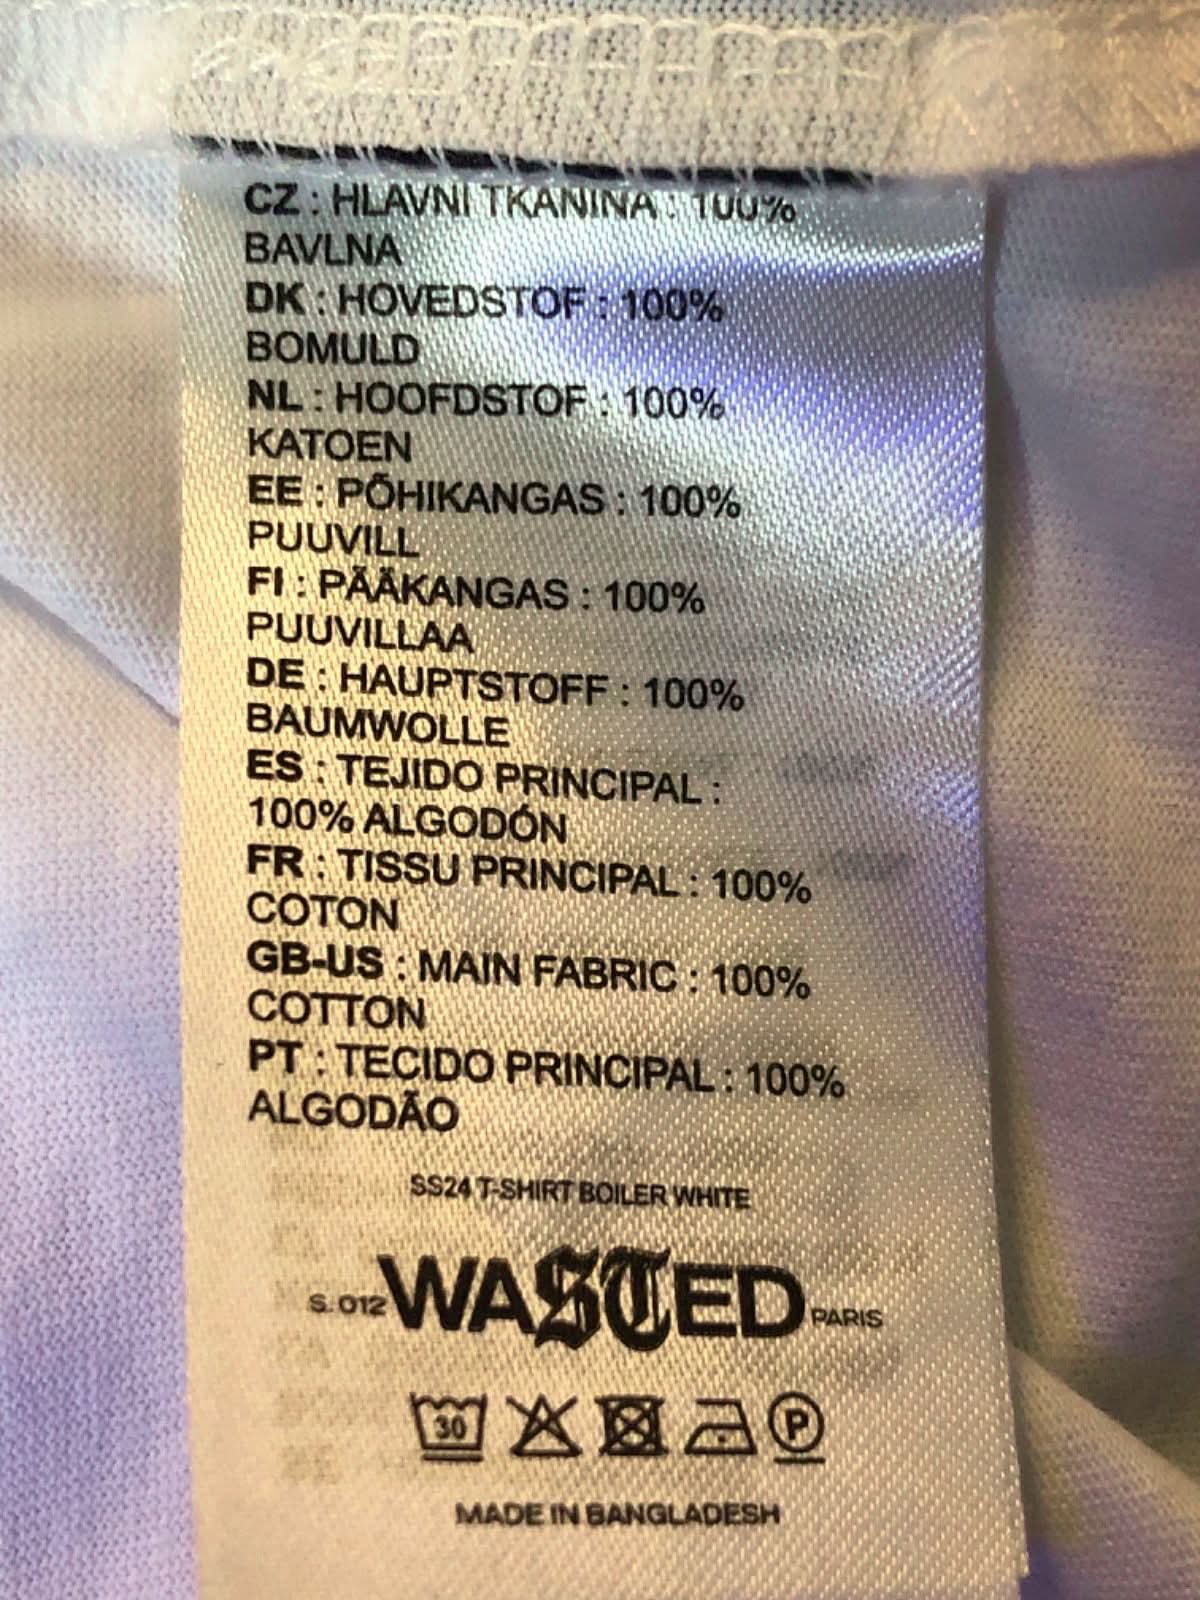 CZ : HLAVNÍ TKANINA : 100%
BAVLNA
DK : HOVEDSTOF : 100%
BOMULD
NL : HOOFDSTOF : 100%
KATOEN
EE : PÕHIKANGAS : 100%
PUUVILL
FI : PÄÄKANGAS : 100%
PUUVILLAA
DE : HAUPTSTOFF : 100%
BAUMWOLLE
ES : TEJIDO PRINCIPAL :
100% ALGODÓN
FR : TISSU PRINCIPAL : 100%
COTON
GB-US : MAIN FABRIC : 100%
COTTON
PT : TECIDO PRINCIPAL : 100%
ALGODÃO
SS24 T-SHIRT BOILER WHITE
S.012 WASTED PARIS
30 P
MADE IN BANGLADESH